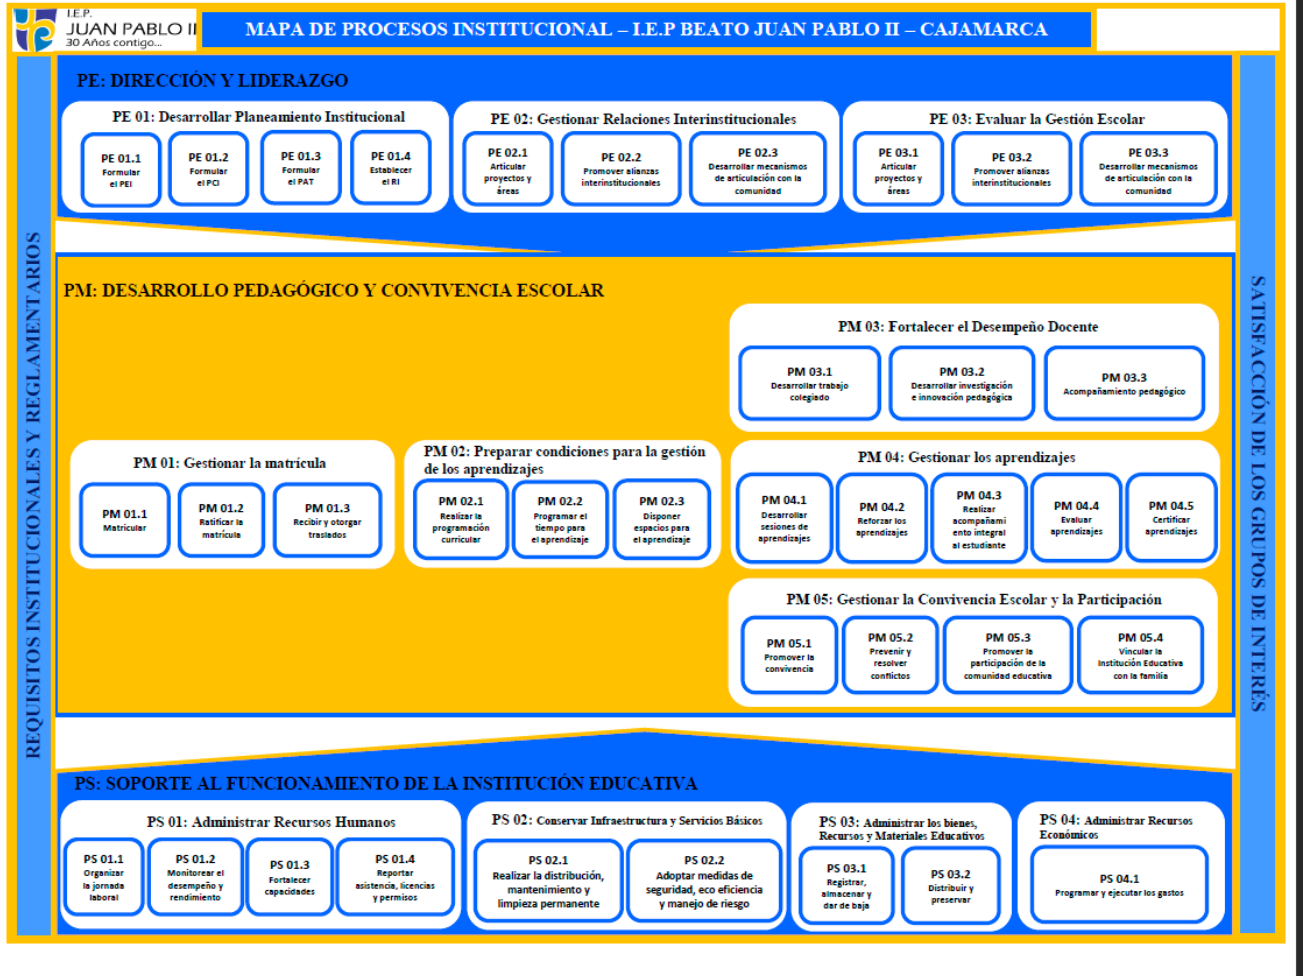 I.E.P.
JUAN PABLO II
30 Años contigo...
MAPA DE PROCESOS INSTITUCIONAL – I.E.P BEATO JUAN PABLO II – CAJAMARCA
REQUISITOS INSTITUCIONALES Y REGLAMENTARIOS
PE: DIRECCIÓN Y LIDERAZGO
PE 01: Desarrollar Planeamiento Institucional
PE 01.1
Formular
el PEI
PE 01.2
Formular
el PCI
PE 01.3
Formular
el PAT
PE 01.4
Establecer
el RI
PE 02: Gestionar Relaciones Interinstitucionales
PE 02.1
Articular
proyectos y
áreas
PE 02.2
Promover alianzas
interinstitucionales
PE 02.3
Desarrollar mecanismos
de articulación con la
comunidad
PE 03: Evaluar la Gestión Escolar
PE 03.1
Articular
proyectos y
áreas
PE 03.2
Promover alianzas
interinstitucionales
PE 03.3
Desarrollar mecanismos
de articulación con la
comunidad
PM: DESARROLLO PEDAGÓGICO Y CONVIVENCIA ESCOLAR
PM 03: Fortalecer el Desempeño Docente
PM 03.1
Desarrollar trabajo
colegiado
PM 03.2
Desarrollar investigación
e innovación pedagógica
PM 03.3
Acompañamiento pedagógico
PM 01: Gestionar la matrícula
PM 01.1
Matricular
PM 01.2
Ratificar la
matrícula
PM 01.3
Recibir y otorgar
traslados
PM 02: Preparar condiciones para la gestión
de los aprendizajes
PM 02.1
Realizar la
programación
curricular
PM 02.2
Programar el
tiempo para
el aprendizaje
PM 02.3
Disponer
espacios para
el aprendizaje
PM 04: Gestionar los aprendizajes
PM 04.1
Desarrollar
sesiones de
aprendizajes
PM 04.2
Reforzar los
aprendizajes
PM 04.3
Realizar
acompañami
ento integral
al estudiante
PM 04.4
Evaluar
aprendizajes
PM 04.5
Certificar
aprendizajes
PM 05: Gestionar la Convivencia Escolar y la Participación
PM 05.1
Promover la
convivencia
PM 05.2
Prevenir y
resolver
conflictos
PM 05.3
Promover la
participación de la
comunidad educativa
PM 05.4
Vincular la
Institución Educativa
con la familia
PS: SOPORTE AL FUNCIONAMIENTO DE LA INSTITUCIÓN EDUCATIVA
PS 01: Administrar Recursos Humanos
PS 01.1
Organizar
la jornada
laboral
PS 01.2
Monitorear el
desempeño y
rendimiento
PS 01.3
Fortalecer
capacidades
PS 01.4
Reportar
asistencia, licencias
y permisos
PS 02: Conservar Infraestructura y Servicios Básicos
PS 02.1
Realizar la distribución,
mantenimiento y
limpieza permanente
PS 02.2
Adoptar medidas de
seguridad, eco eficiencia
y manejo de riesgo
PS 03: Administrar los bienes,
Recursos y Materiales Educativos
PS 03.1
Registrar,
almacenar y
dar de baja
PS 03.2
Distribuir y
preservar
PS 04: Administrar Recursos
Económicos
PS 04.1
Programar y ejecutar los gastos
SATISFACCIÓN DE LOS GRUPOS DE INTERÉS